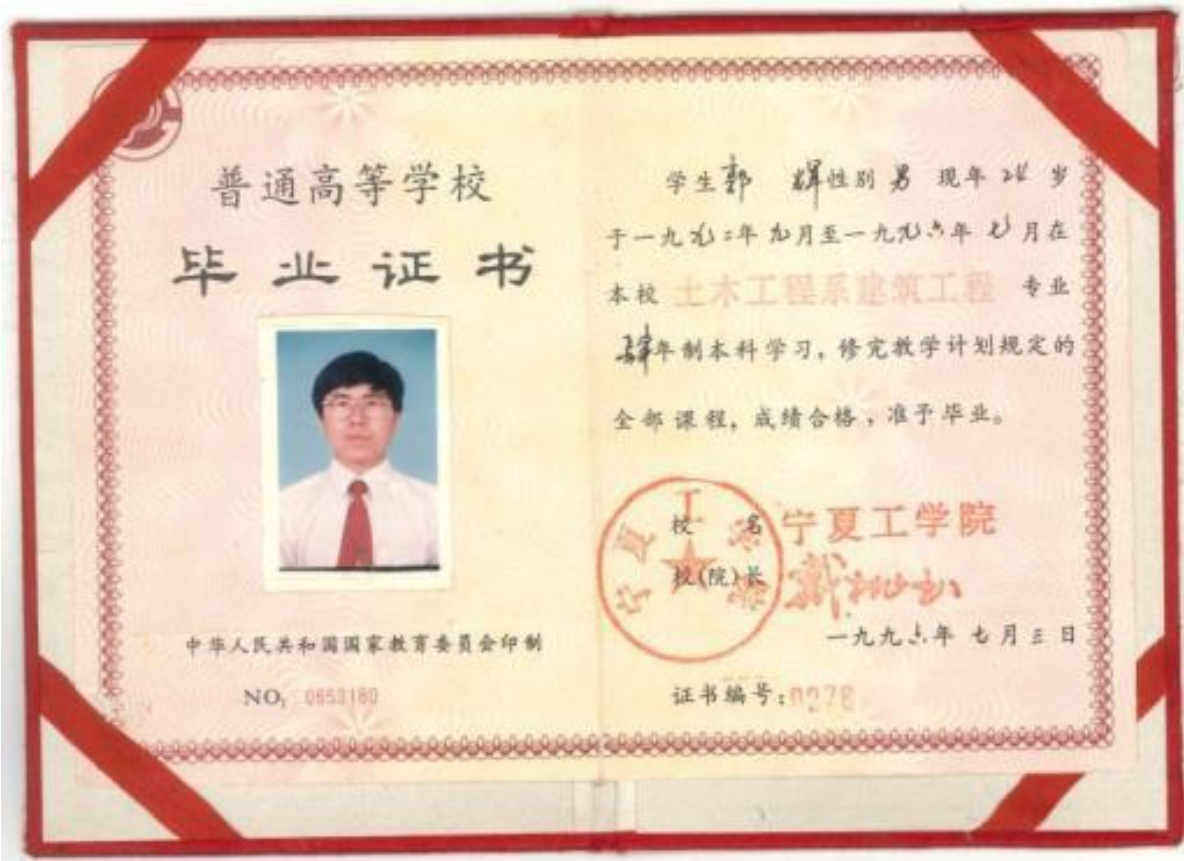 普通高等学校
毕业证书
中华人民共和国国家教育委员会印制
NO: 0653180
学生郭 辉性别男 现年24岁
于一九九二年九月至一九九六年七月在
本校土木工程系建筑工程 专业
肆年制本科学习，修完教学计划规定的
全部课程，成绩合格，准予毕业。
校 名 宁夏工学院
校(院)长
一九九六年七月三日
证书编号:0278
宁夏工学院